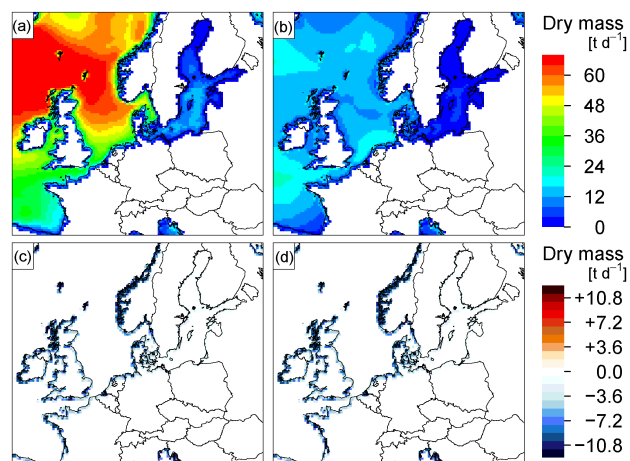 (a)
(b)
Dry mass
[t d⁻¹]
60
48
36
24
12
0
(c)
(d)
Dry mass
[t d⁻¹]
+10.8
+7.2
+3.6
0.0
−3.6
−7.2
−10.8